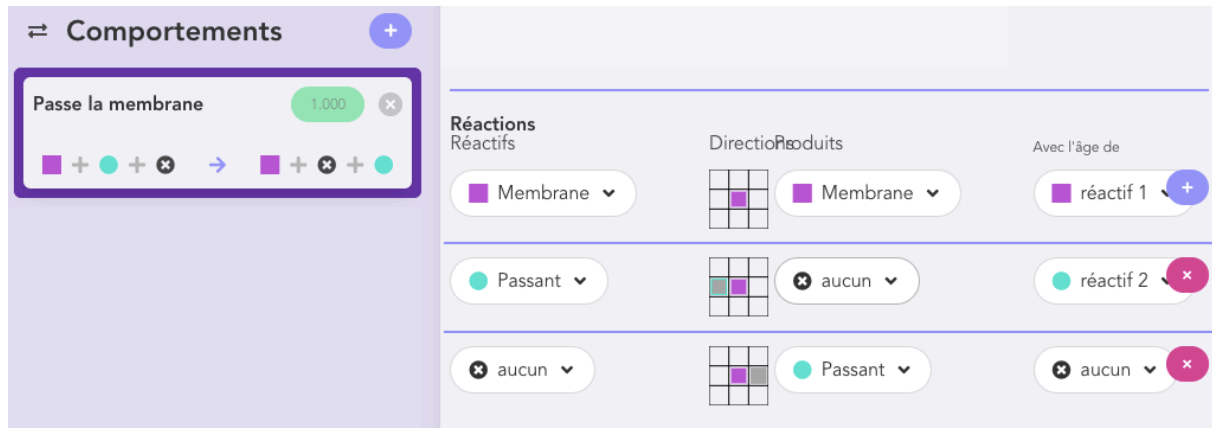 Comportements
Passe la membrane 1.000
Réactions
Réactifs Directions Produits Avec l'âge de
Membrane Membrane réactif 1
Passant aucun réactif 2
aucun Passant aucun